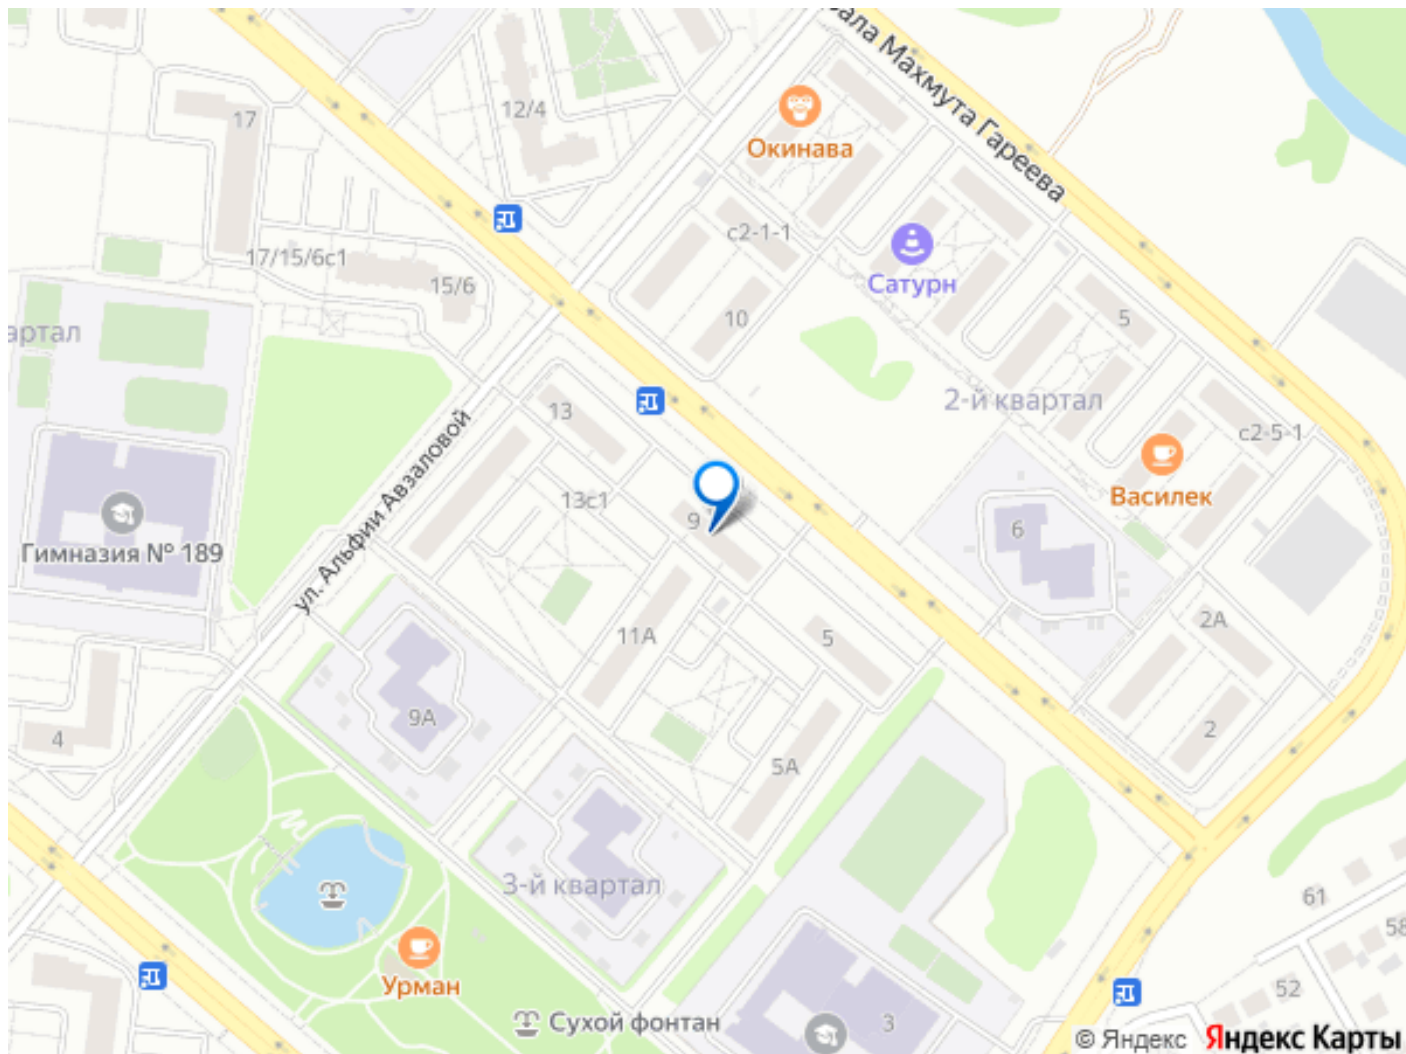 ала Махмута Гареева
12/4
17
Окинава
с2-1-1
17/15/6с1
15/6
Сатурн
10
5
артал
2-й квартал
13
с2-5-1
ул. Альфии Авзаловой
Василек
13с1
9
6
Гимназия № 189
11А
5
2А
9А
4
2
5А
3-й квартал
61
58
Урман
52
Сухой фонтан
3
© Яндекс Яндекс Карты